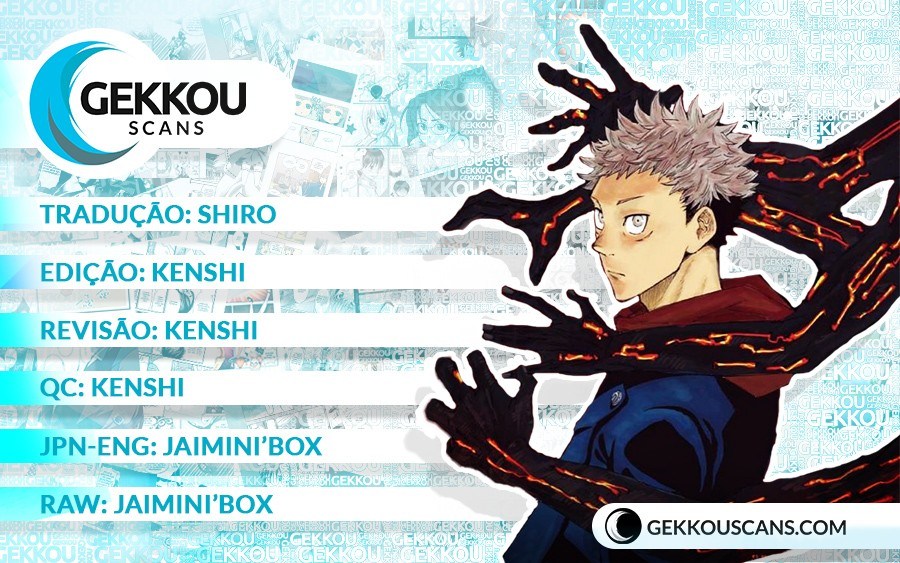 GEKKOU
SCANS
TRADUÇÃO: SHIRO
EDIÇÃO: KENSHI
REVISÃO: KENSHI
QC: KENSHI
JPN-ENG: JAIMINI'BOX
RAW: JAIMINI'BOX
GEKKOUSCANS.COM